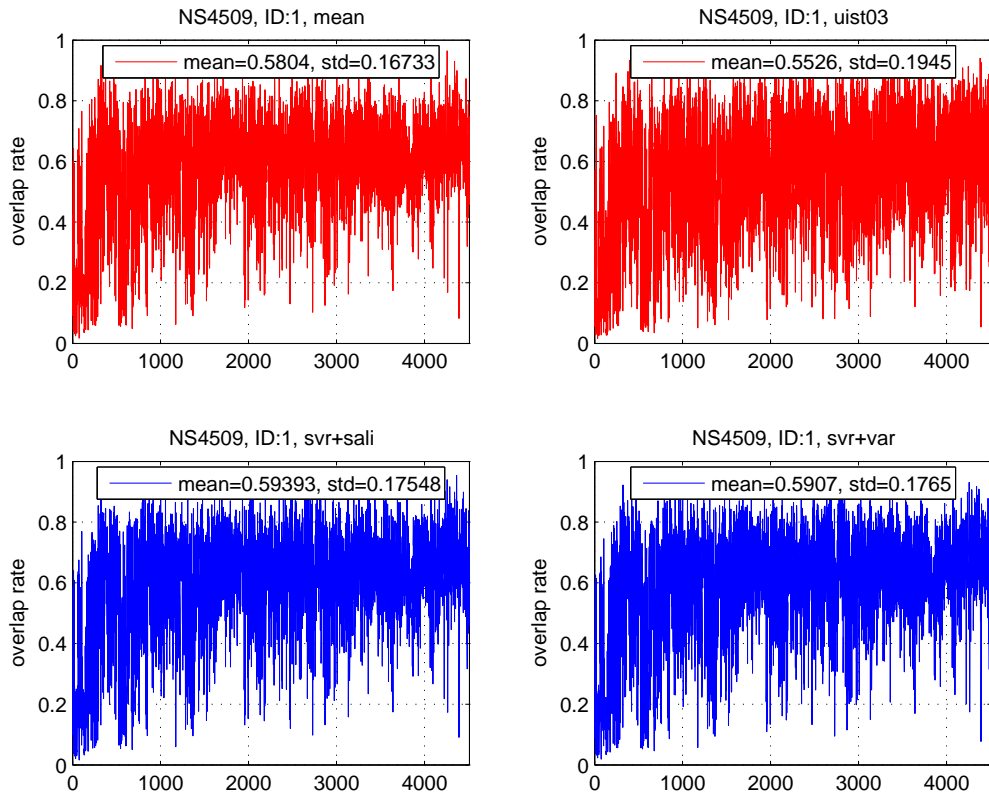 NS4509, ID:1, mean
mean=0.5804, std=0.16733
overlap rate
1
0.8
0.6
0.4
0.2
0
0 1000 2000 3000 4000
NS4509, ID:1, uist03
mean=0.5526, std=0.1945
overlap rate
1
0.8
0.6
0.4
0.2
0
0 1000 2000 3000 4000
NS4509, ID:1, svr+sali
mean=0.59393, std=0.17548
overlap rate
1
0.8
0.6
0.4
0.2
0
0 1000 2000 3000 4000
NS4509, ID:1, svr+var
mean=0.5907, std=0.1765
overlap rate
1
0.8
0.6
0.4
0.2
0
0 1000 2000 3000 4000